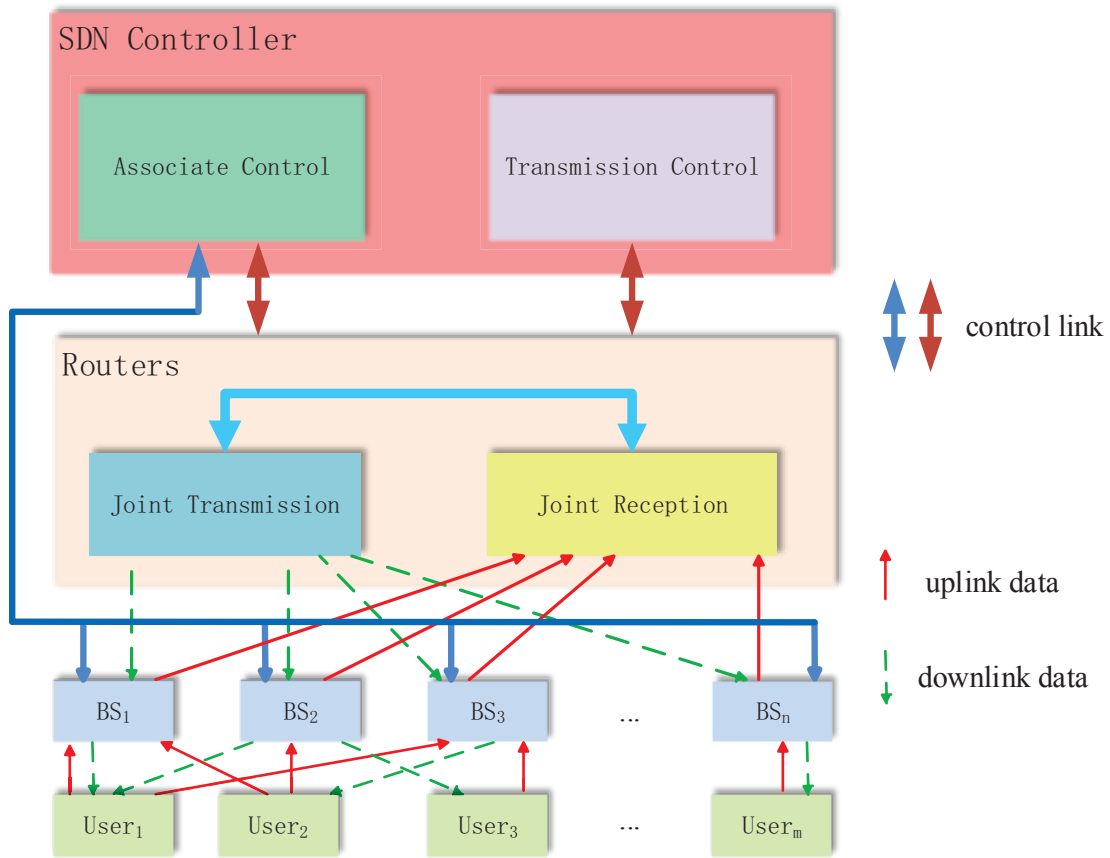 SDN Controller
Associate Control
Transmission Control
control link
Routers
Joint Transmission
Joint Reception
uplink data
downlink data
BS₁
BS₂
BS₃
...
BSₙ
User₁
User₂
User₃
...
Userₘ